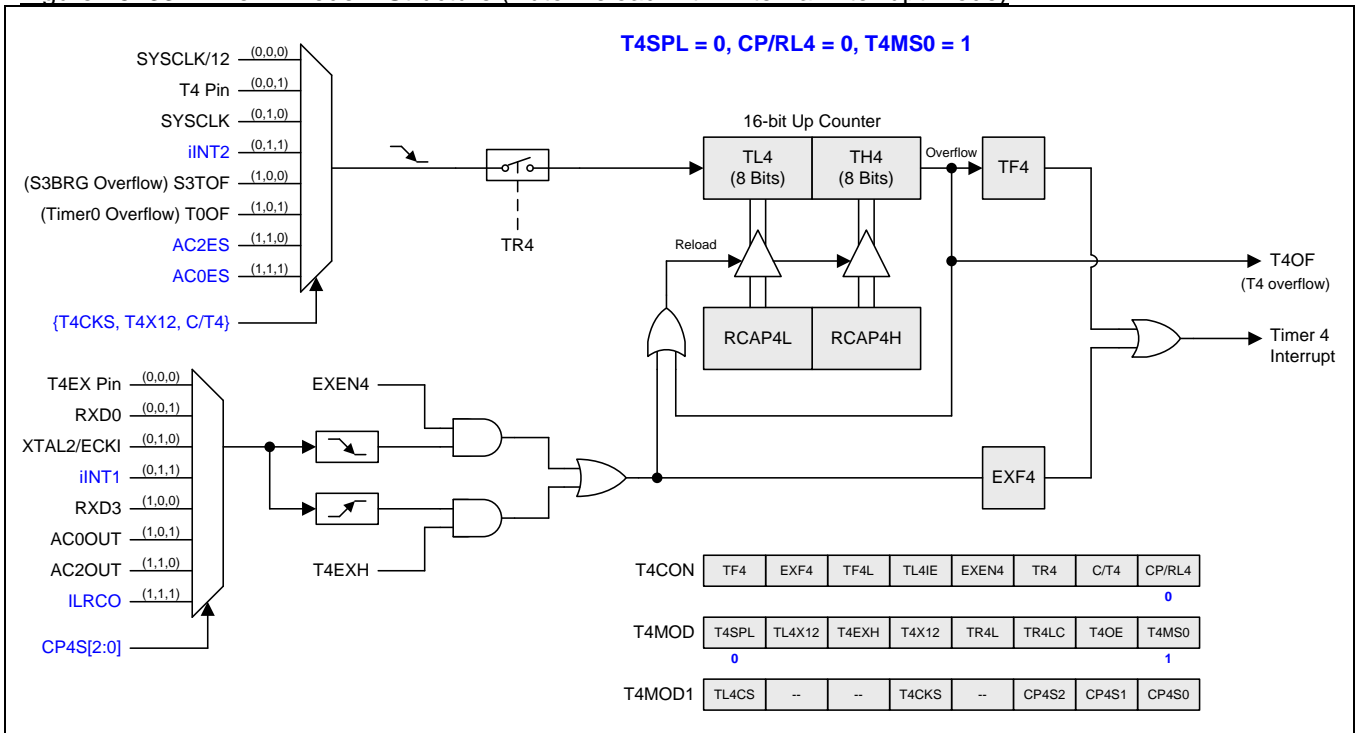 T4SPL = 0, CP/RL4 = 0, T4MS0 = 1
SYSCLK/12 (0,0,0)
T4 Pin (0,0,1)
SYSCLK (0,1,0)
iINT2 (0,1,1)
(S3BRG Overflow) S3TOF (1,0,0)
(Timer0 Overflow) T0OF (1,0,1)
AC2ES (1,1,0)
AC0ES (1,1,1)
{T4CKS, T4X12, C/T4}
TR4
16-bit Up Counter
TL4
(8 Bits)
TH4
(8 Bits)
Overflow
TF4
Reload
RCAP4L
RCAP4H
T4OF
(T4 overflow)
Timer 4
Interrupt
T4EX Pin (0,0,0)
RXD0 (0,0,1)
XTAL2/ECKI (0,1,0)
iINT1 (0,1,1)
RXD3 (1,0,0)
AC0OUT (1,0,1)
AC2OUT (1,1,0)
ILRCO (1,1,1)
CP4S[2:0]
EXEN4
T4EXH
EXF4
T4CON TF4 EXF4 TF4L TL4IE EXEN4 TR4 C/T4 CP/RL4
0
T4MOD T4SPL TL4X12 T4EXH T4X12 TR4L TR4LC T4OE T4MS0
0 1
T4MOD1 TL4CS -- -- T4CKS -- CP4S2 CP4S1 CP4S0